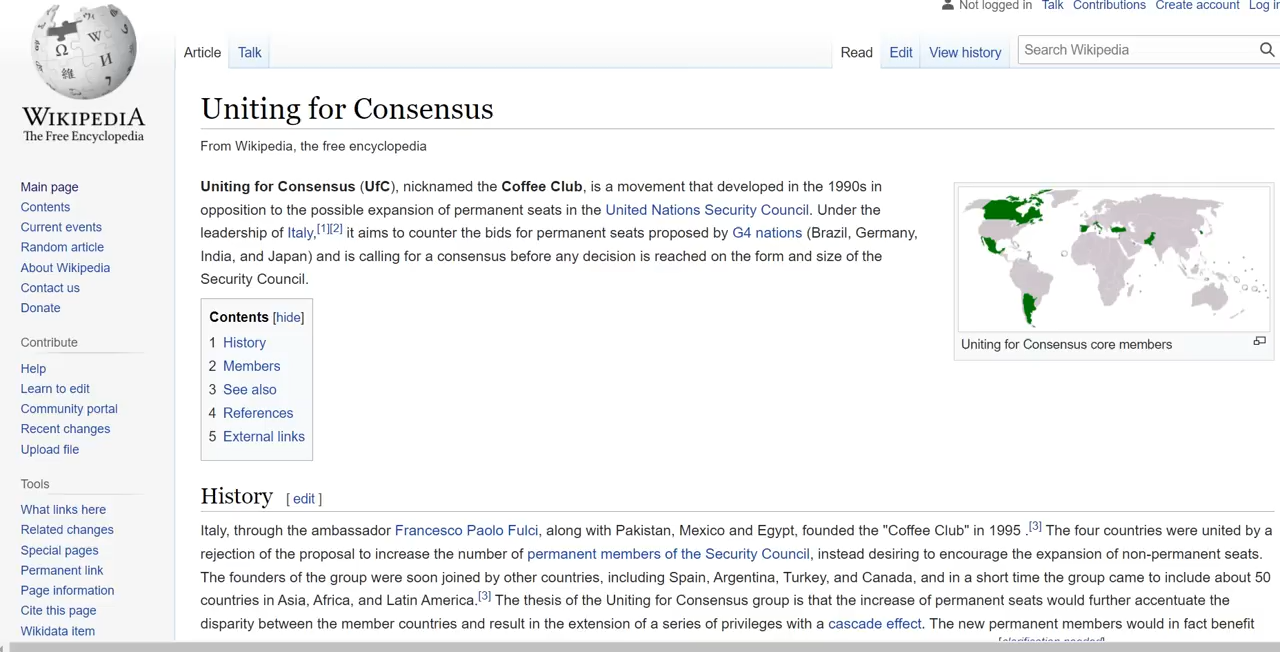 Not logged in Talk Contributions Create account Log in
Article Talk Read Edit View history Search Wikipedia
WIKIPEDIA
The Free Encyclopedia
Main page
Contents
Current events
Random article
About Wikipedia
Contact us
Donate
Contribute
Help
Learn to edit
Community portal
Recent changes
Upload file
Tools
What links here
Related changes
Special pages
Permanent link
Page information
Cite this page
Wikidata item
Uniting for Consensus
From Wikipedia, the free encyclopedia
Uniting for Consensus (UfC), nicknamed the Coffee Club, is a movement that developed in the 1990s in
opposition to the possible expansion of permanent seats in the United Nations Security Council. Under the
leadership of Italy,[1][2] it aims to counter the bids for permanent seats proposed by G4 nations (Brazil, Germany,
India, and Japan) and is calling for a consensus before any decision is reached on the form and size of the
Security Council.
Uniting for Consensus core members
Contents [hide]
1 History
2 Members
3 See also
4 References
5 External links
History [ edit ]
Italy, through the ambassador Francesco Paolo Fulci, along with Pakistan, Mexico and Egypt, founded the "Coffee Club" in 1995 .[3] The four countries were united by a
rejection of the proposal to increase the number of permanent members of the Security Council, instead desiring to encourage the expansion of non-permanent seats.
The founders of the group were soon joined by other countries, including Spain, Argentina, Turkey, and Canada, and in a short time the group came to include about 50
countries in Asia, Africa, and Latin America.[3] The thesis of the Uniting for Consensus group is that the increase of permanent seats would further accentuate the
disparity between the member countries and result in the extension of a series of privileges with a cascade effect. The new permanent members would in fact benefit
[clarification needed]